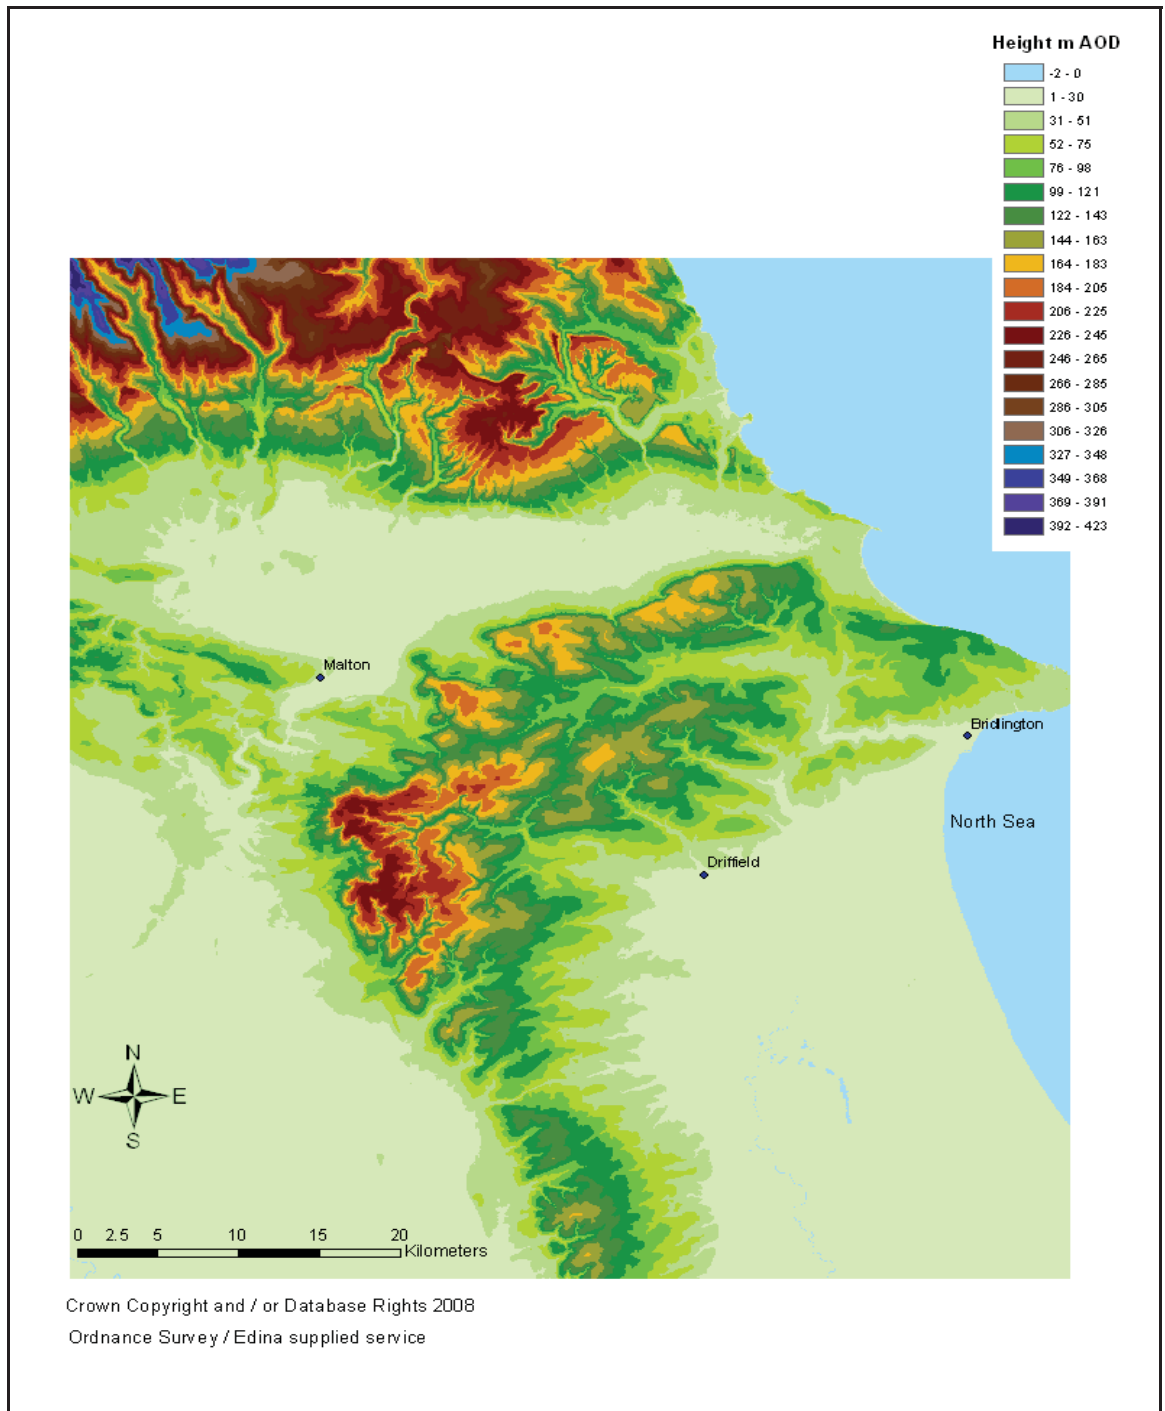 Height m AOD
-2 - 0
1 - 30
31 - 51
52 - 75
76 - 98
99 - 121
122 - 143
144 - 163
164 - 183
184 - 205
206 - 225
226 - 245
246 - 265
266 - 285
286 - 305
306 - 326
327 - 348
349 - 368
369 - 391
392 - 423
Malton
Bridlington
North Sea
Driffield
N
W E
S
0 2.5 5 10 15 20
Kilometers
Crown Copyright and / or Database Rights 2008
Ordnance Survey / Edina supplied service